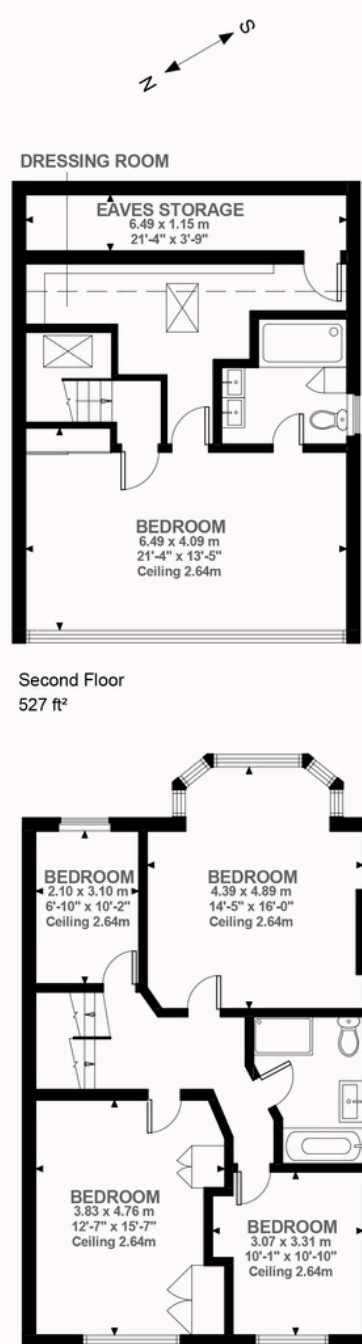 S
N
DRESSING ROOM
EAVES STORAGE
6.49 x 1.15 m
21'-4" x 3'-9"
BEDROOM
6.49 x 4.09 m
21'-4" x 13'-5"
Ceiling 2.64m
Second Floor
527 ft²
BEDROOM
2.10 x 3.10 m
6'-10" x 10'-2"
Ceiling 2.64m
BEDROOM
4.39 x 4.89 m
14'-5" x 16'-0"
Ceiling 2.64m
BEDROOM
3.83 x 4.76 m
12'-7" x 15'-7"
Ceiling 2.64m
BEDROOM
3.07 x 3.31 m
10'-1" x 10'-10"
Ceiling 2.64m